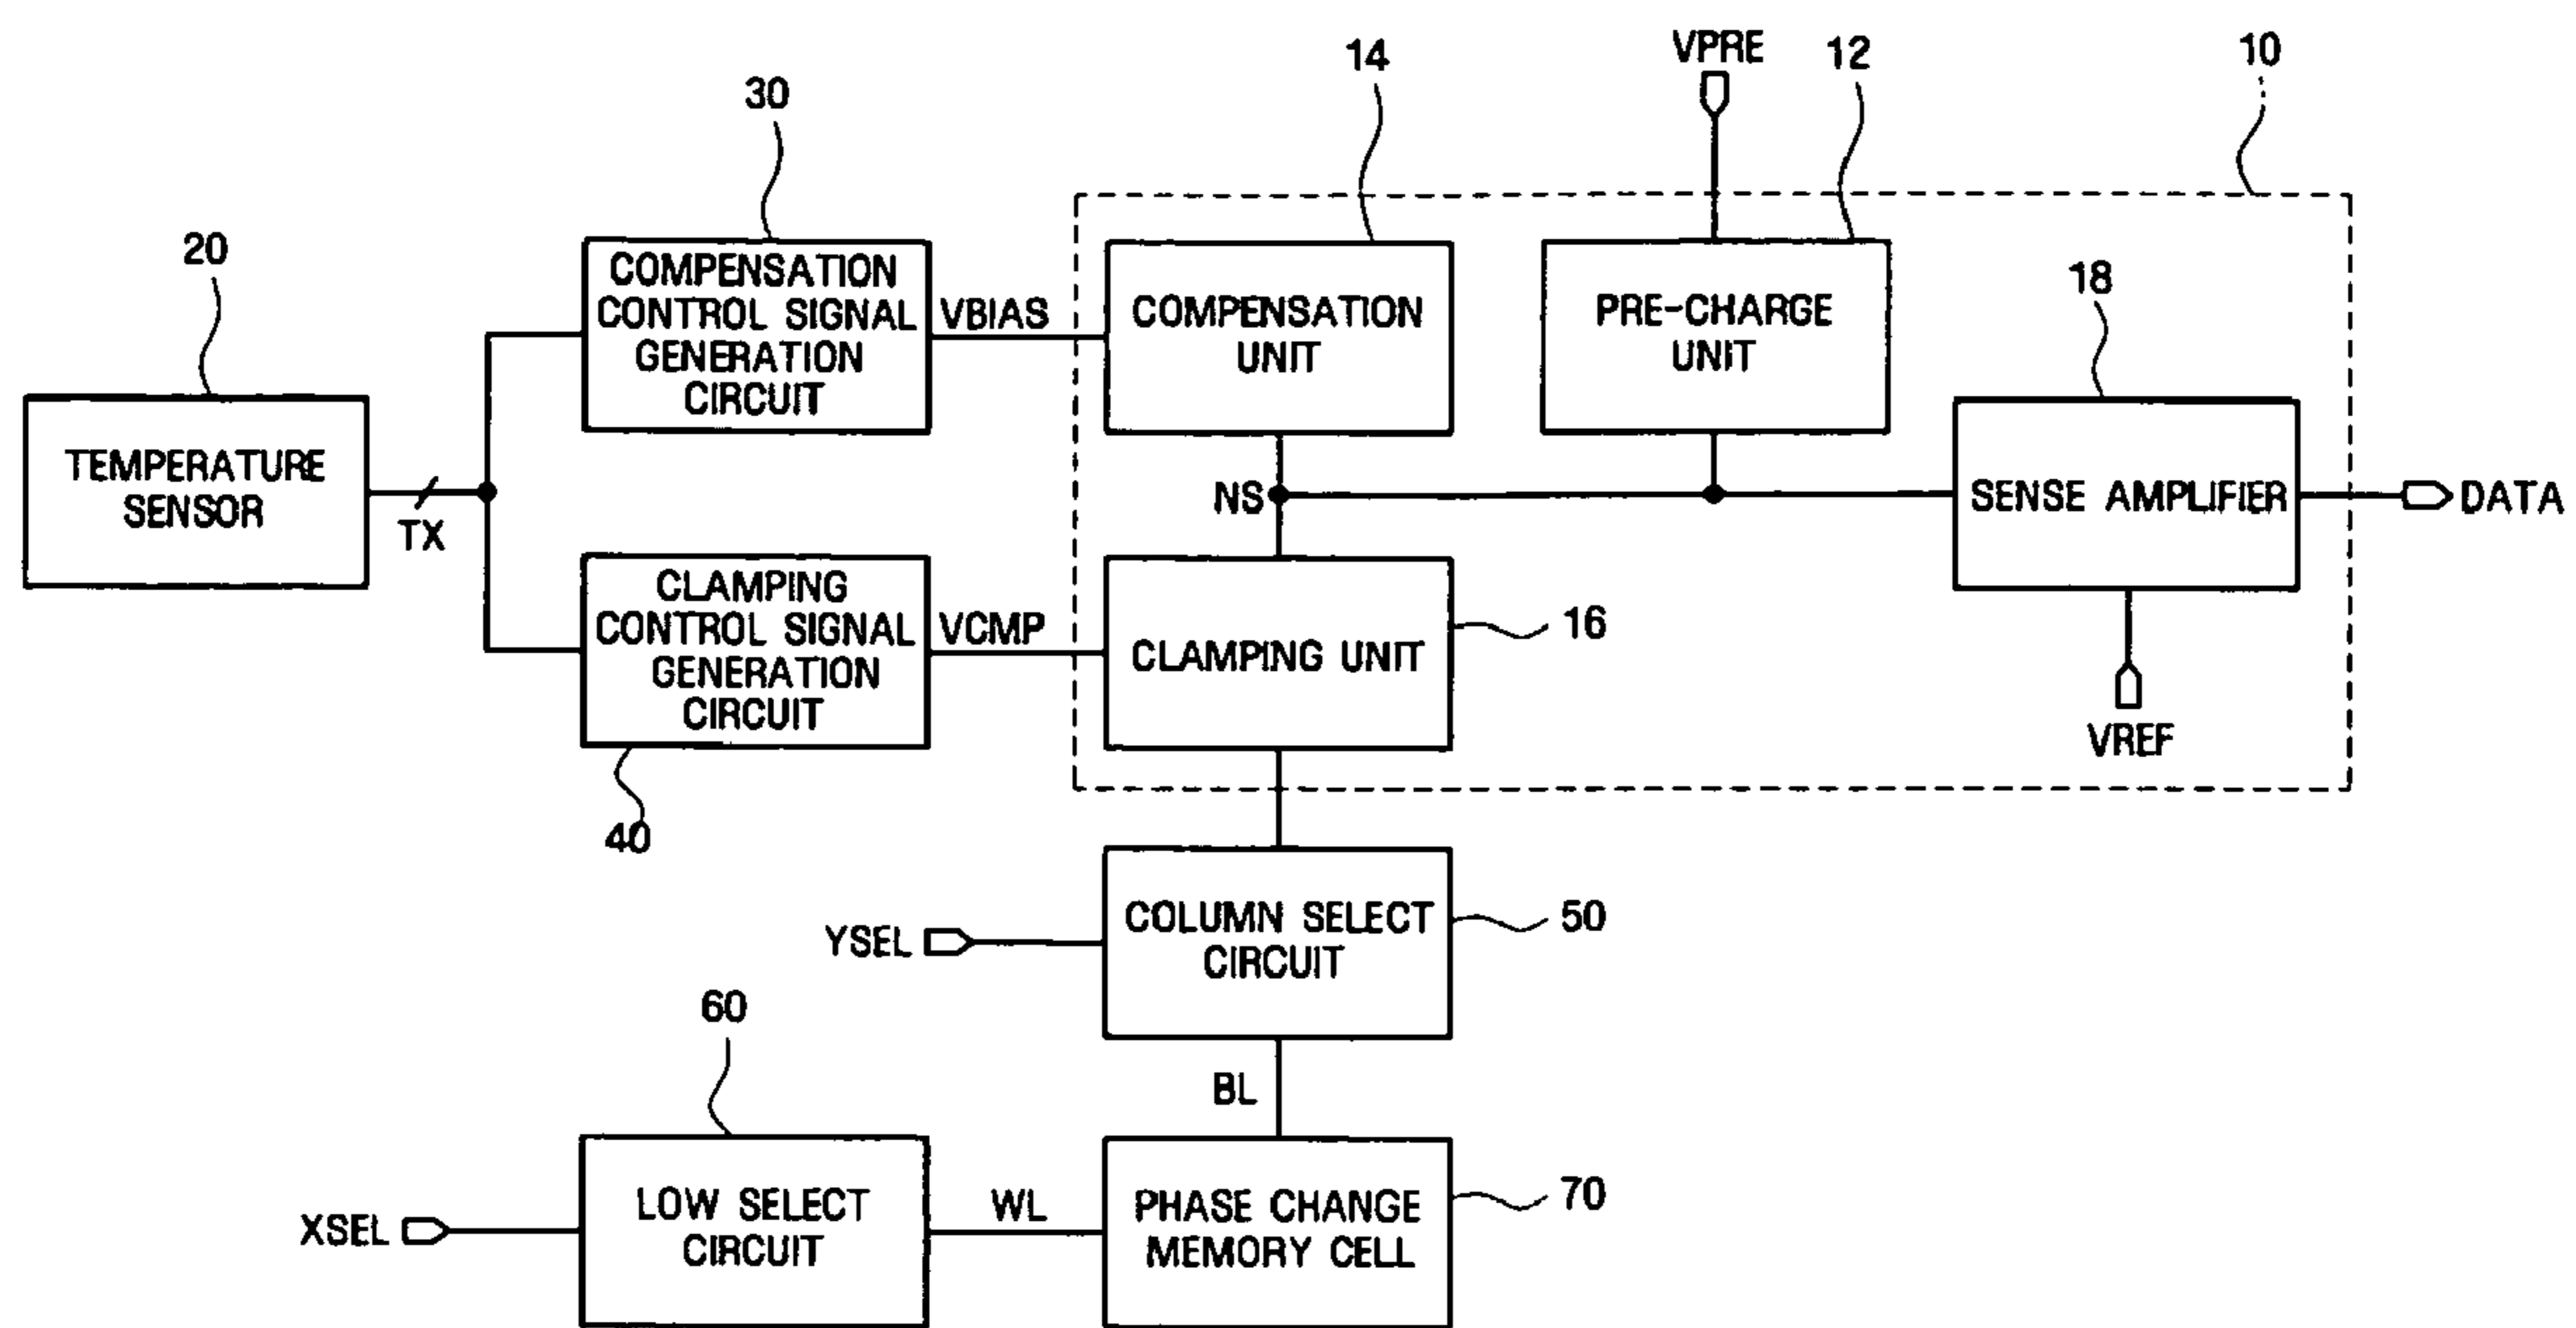 VPRE
14
12
10
30
20
COMPENSATION
CONTROL SIGNAL
GENERATION
CIRCUIT
VBIAS
COMPENSATION
UNIT
PRE-CHARGE
UNIT
18
TEMPERATURE
SENSOR
TX
NS
SENSE AMPLIFIER
DATA
CLAMPING
CONTROL SIGNAL
GENERATION
CIRCUIT
VCMP
CLAMPING UNIT
16
VREF
40
YSEL
COLUMN SELECT
CIRCUIT
50
60
BL
XSEL
LOW SELECT
CIRCUIT
WL
PHASE CHANGE
MEMORY CELL
70